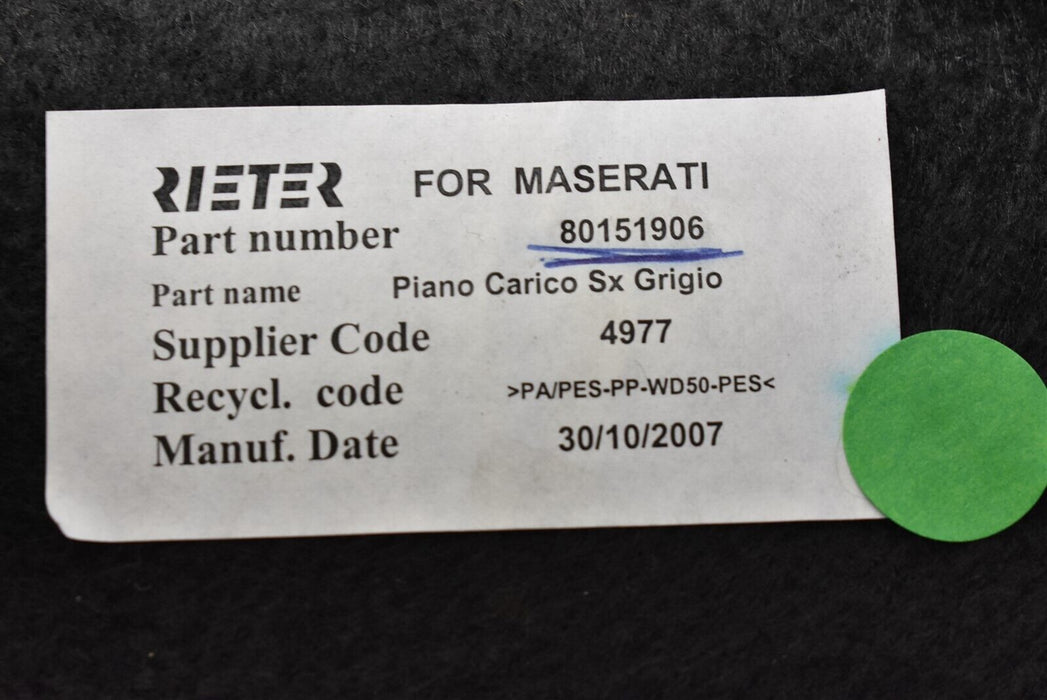 RIETER FOR MASERATI
Part number 80151906
Part name Piano Carico Sx Grigio
Supplier Code 4977
Recycl. code >PA/PES-PP-WD50-PES<
Manuf. Date 30/10/2007